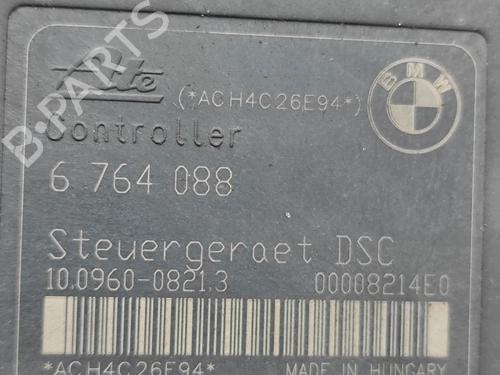 Ate
(*ACH4C26E94*)
BMW
Controller
6 764 088
Steuergeraet DSC
10.0960-0821.3 00008214E0
*ACH4C26E94* MADE IN HUNGARY
B-PARTS